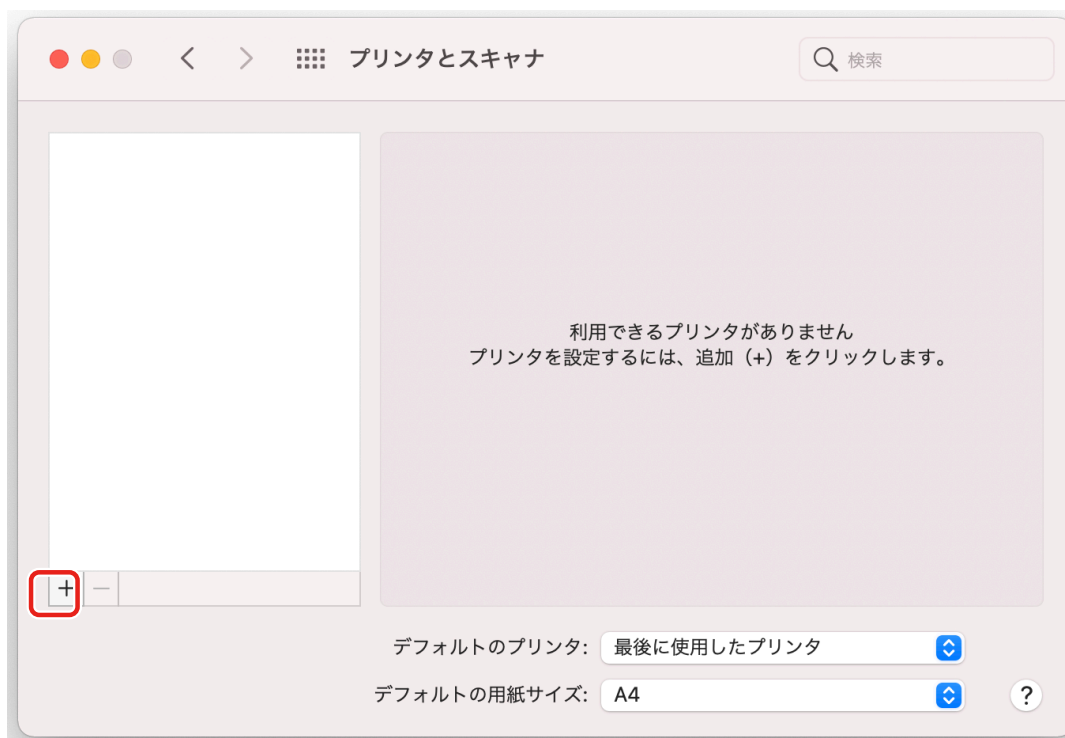 プリンタとスキャナ
検索
利用できるプリンタがありません
プリンタを設定するには、追加（+）をクリックします。
+ −
デフォルトのプリンタ: 最後に使用したプリンタ
デフォルトの用紙サイズ: A4
?